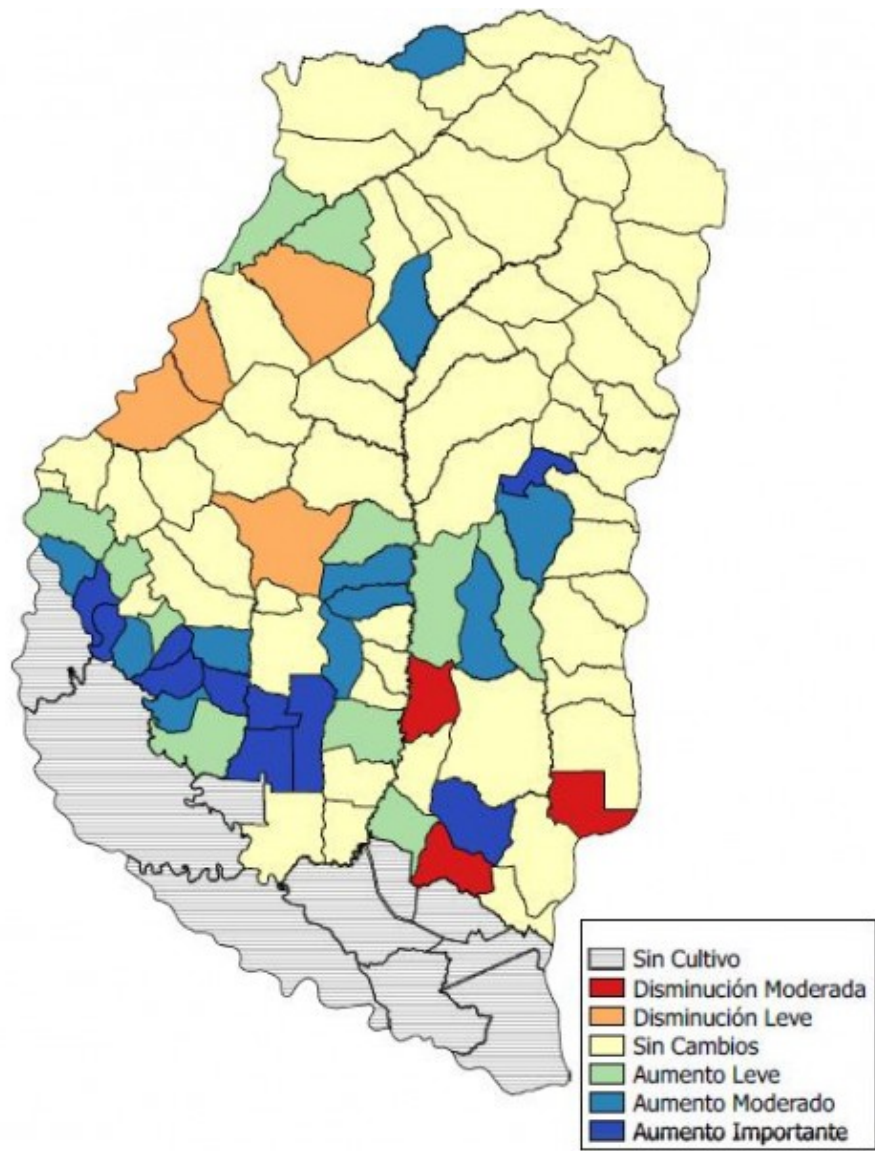 Sin Cultivo
Disminución Moderada
Disminución Leve
Sin Cambios
Aumento Leve
Aumento Moderado
Aumento Importante